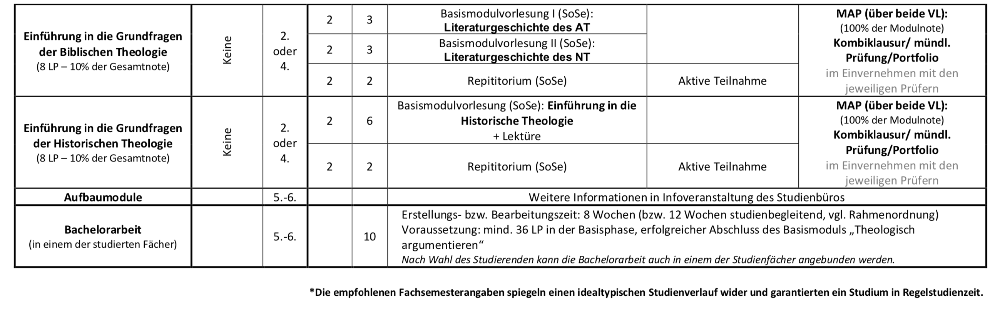 Einführung in die Grundfragen
der Biblischen Theologie
(8 LP – 10% der Gesamtnote)
Keine
2.
oder
4.
2
3
Basismodulvorlesung I (SoSe):
Literaturgeschichte des AT
2
3
Basismodulvorlesung II (SoSe):
Literaturgeschichte des NT
2
2
Repititorium (SoSe)
Aktive Teilnahme
MAP (über beide VL):
(100% der Modulnote)
Kombiklausur/ mündl.
Prüfung/Portfolio
im Einvernehmen mit den
jeweiligen Prüfern
Einführung in die Grundfragen
der Historischen Theologie
(8 LP – 10% der Gesamtnote)
Keine
2.
oder
4.
2
6
Basismodulvorlesung (SoSe): Einführung in die
Historische Theologie
+ Lektüre
2
2
Repititorium (SoSe)
Aktive Teilnahme
MAP (über beide VL):
(100% der Modulnote)
Kombiklausur/ mündl.
Prüfung/Portfolio
im Einvernehmen mit den
jeweiligen Prüfern
Aufbaumodule
5.-6.
Weitere Informationen in Infoveranstaltung des Studienbüros
Bachelorarbeit
(in einem der studierten Fächer)
5.-6.
10
Erstellungs- bzw. Bearbeitungszeit: 8 Wochen (bzw. 12 Wochen studienbegleitend, vgl. Rahmenordnung)
Voraussetzung: mind. 36 LP in der Basisphase, erfolgreicher Abschluss des Basismoduls „Theologisch
argumentieren“
Nach Wahl des Studierenden kann die Bachelorarbeit auch in einem der Studienfächer angebunden werden.
*Die empfohlenen Fachsemesterangaben spiegeln einen idealtypischen Studienverlauf wider und garantierten ein Studium in Regelstudienzeit.